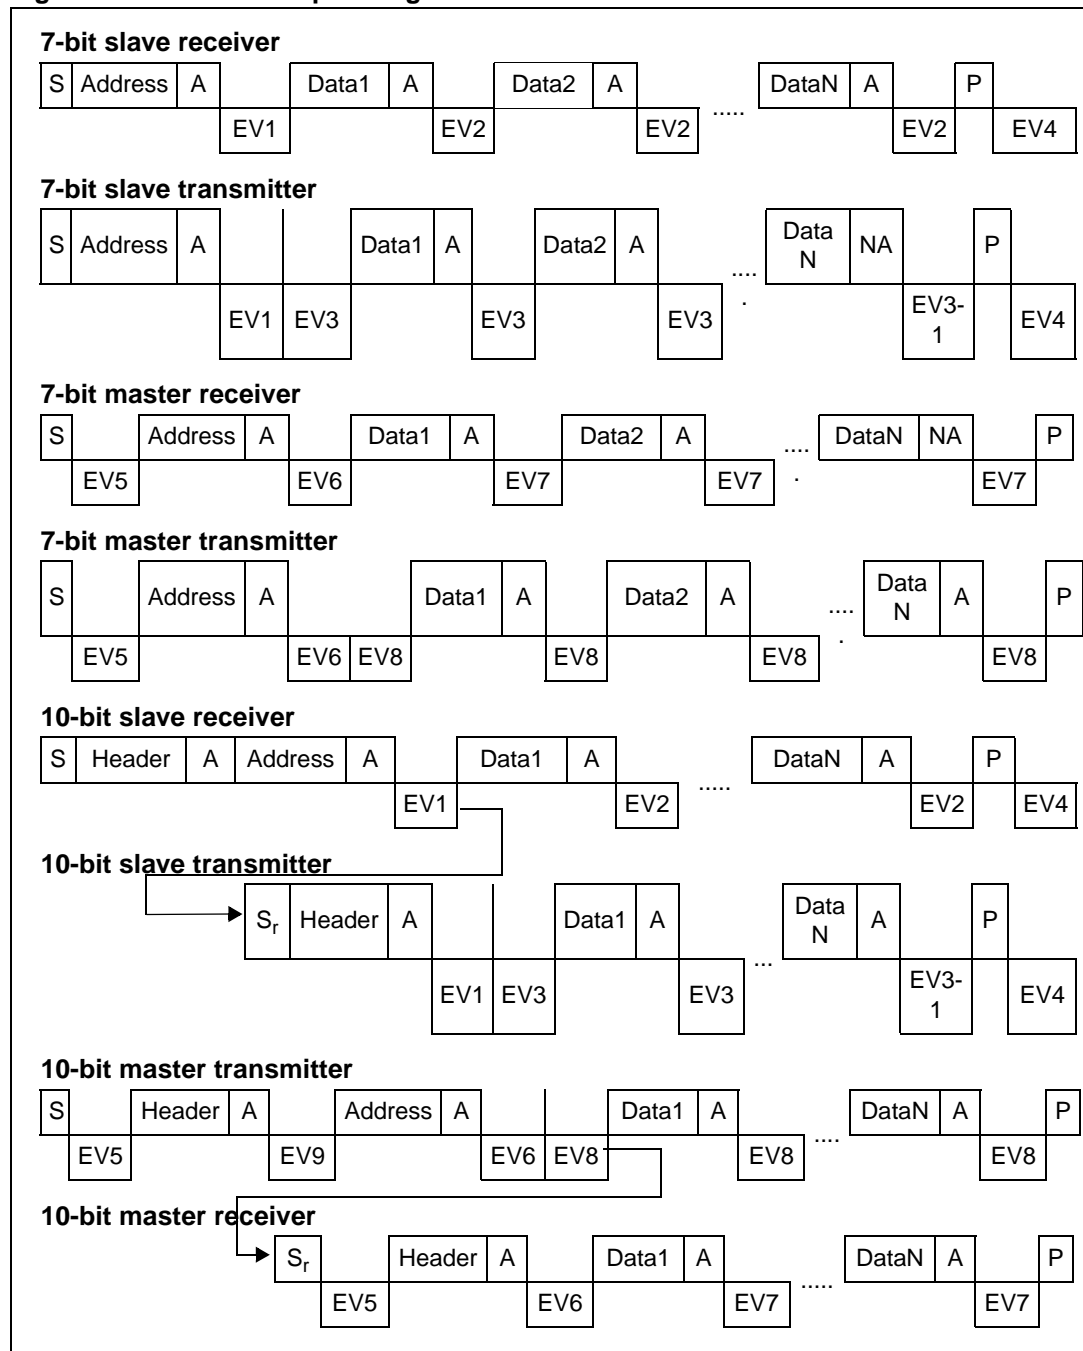 7-bit slave receiver
S Address A Data1 A Data2 A ..... DataN A P
EV1 EV2 EV2 EV2 EV4
7-bit slave transmitter
S Address A Data1 A Data2 A ..... Data N NA P
EV1 EV3 EV3 EV3 EV3-1 EV4
7-bit master receiver
S Address A Data1 A Data2 A ..... DataN NA P
EV5 EV6 EV7 EV7 EV7
7-bit master transmitter
S Address A Data1 A Data2 A ..... Data N A P
EV5 EV6 EV8 EV8 EV8 EV8
10-bit slave receiver
S Header A Address A Data1 A ..... DataN A P
EV1 EV2 EV2 EV4
10-bit slave transmitter
Sr Header A Data1 A ... Data N A P
EV1 EV3 EV3 EV3-1 EV4
10-bit master transmitter
S Header A Address A Data1 A .... DataN A P
EV5 EV9 EV6 EV8 EV8 EV8
10-bit master receiver
Sr Header A Data1 A ..... DataN A P
EV5 EV6 EV7 EV7